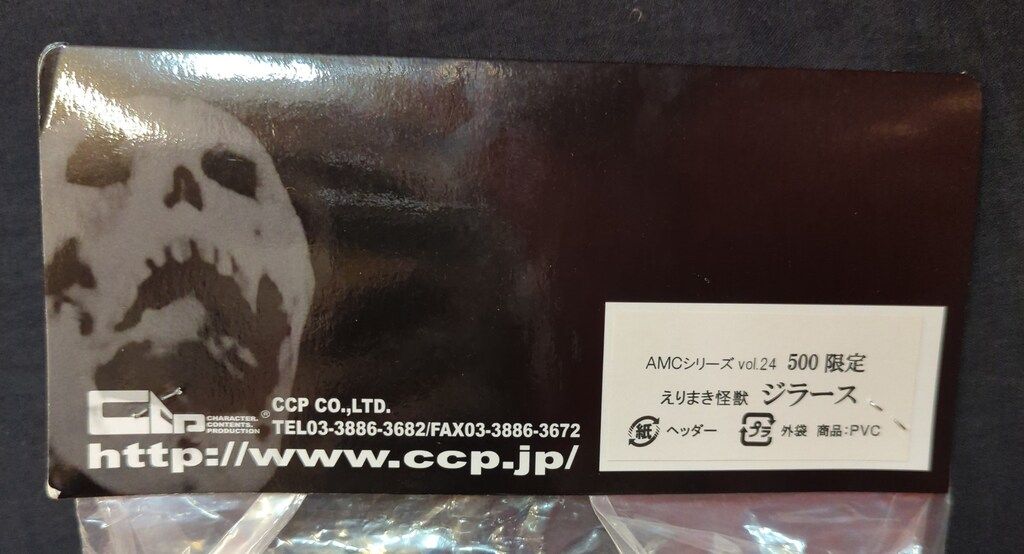 CCP
CHARACTER.
CONTENTS.
PRODUCTION
®
CCP CO.,LTD.
TEL03-3886-3682/FAX03-3886-3672
http://www.ccp.jp/
AMCシリーズ vol.24 500限定
えりまき怪獣 ジラース
紙 ヘッダー プラ 外袋 商品:PVC